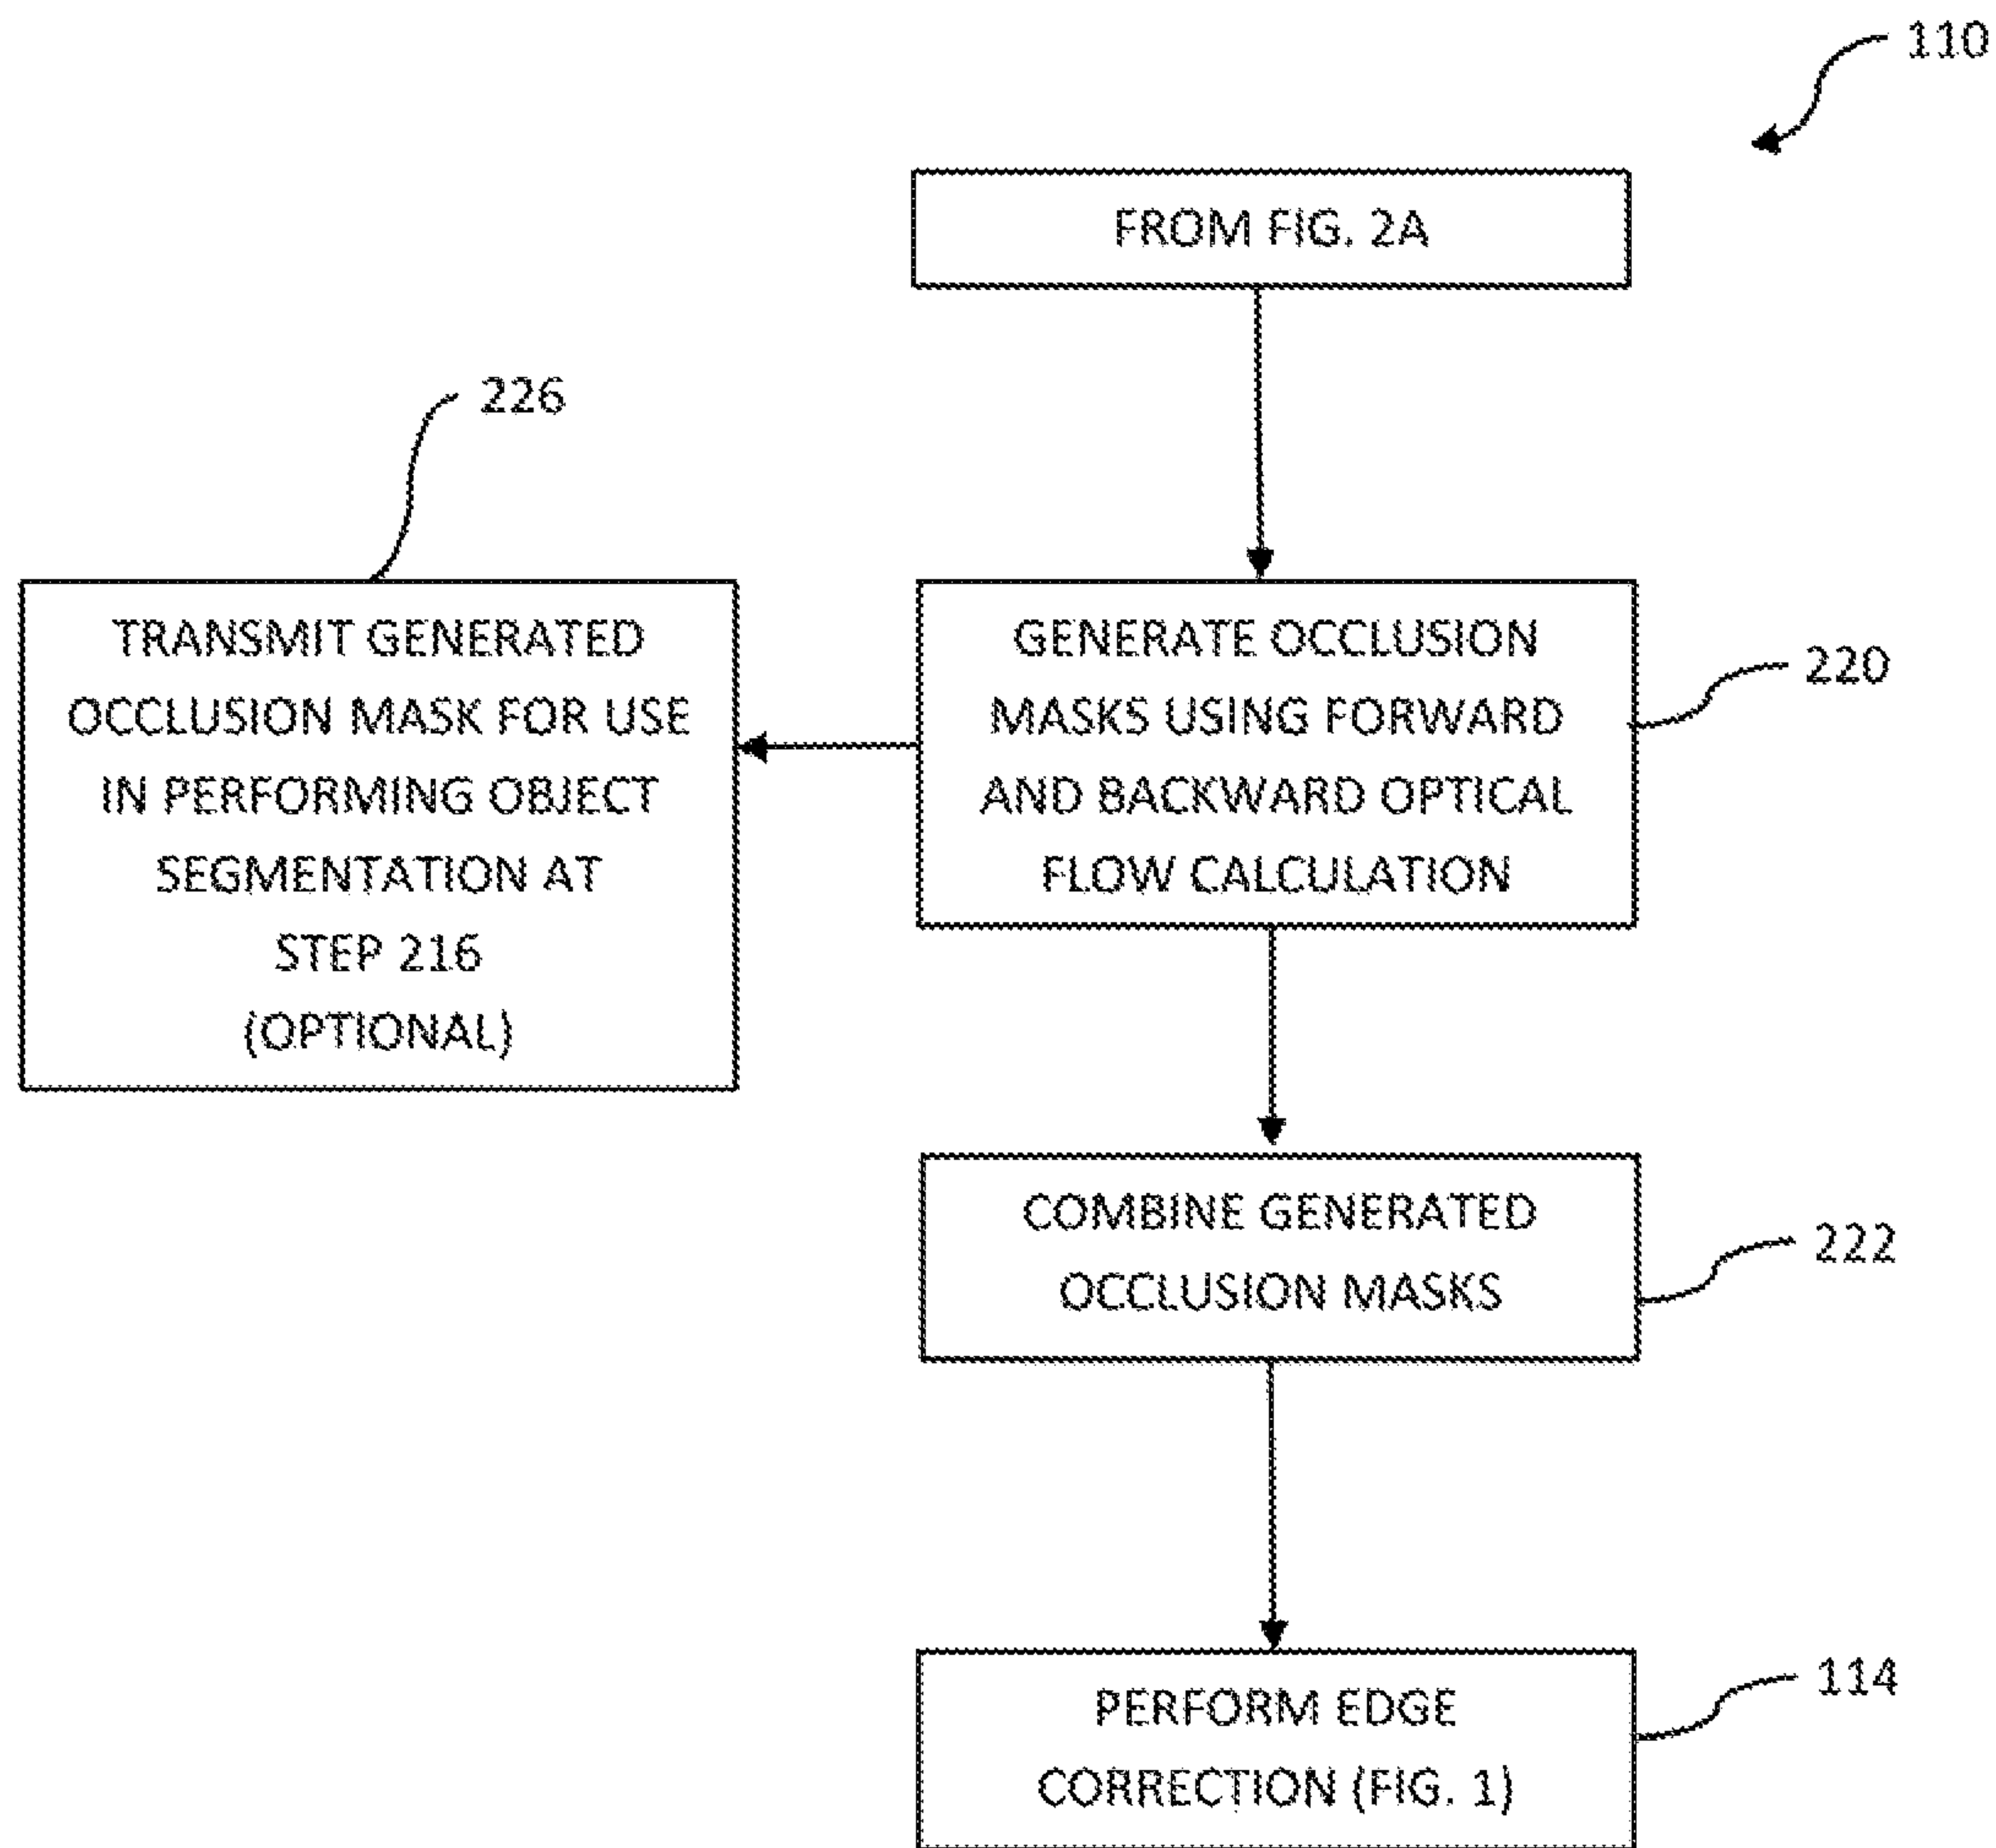 110
FROM FIG. 2A
226
TRANSMIT GENERATED
OCCLUSION MASK FOR USE
IN PERFORMING OBJECT
SEGMENTATION AT
STEP 216
(OPTIONAL)
GENERATE OCCLUSION
MASKS USING FORWARD
AND BACKWARD OPTICAL
FLOW CALCULATION
220
COMBINE GENERATED
OCCLUSION MASKS
222
PERFORM EDGE
CORRECTION (FIG. 1)
114